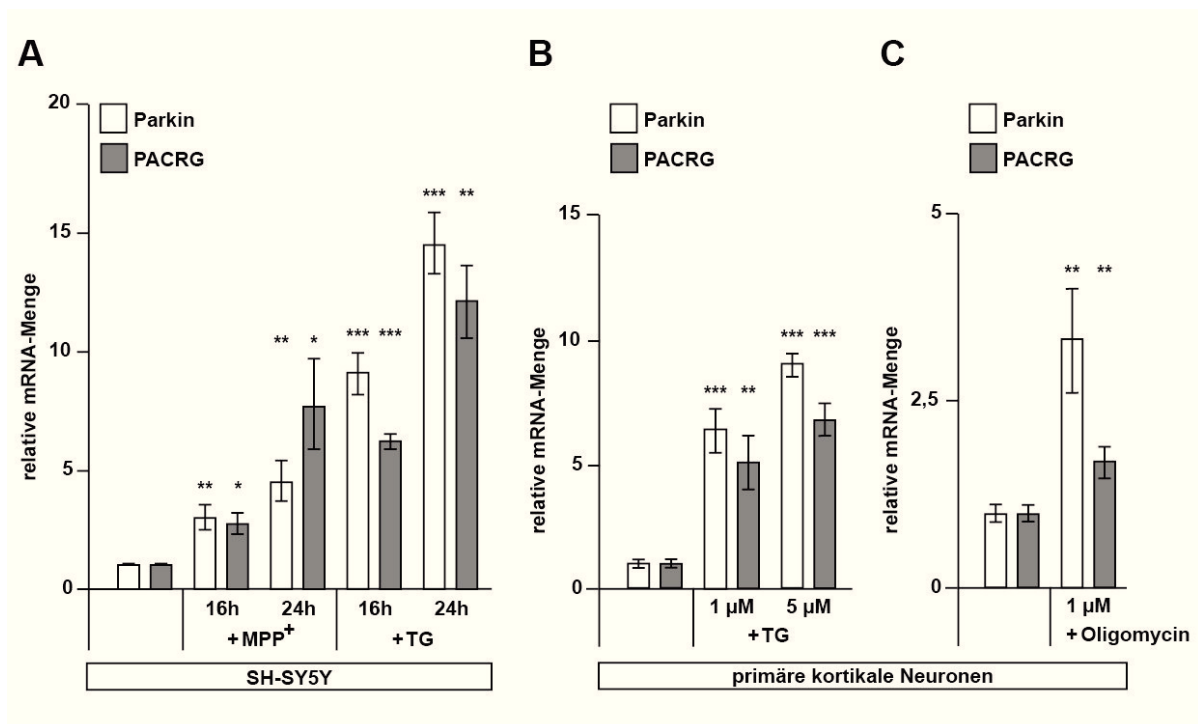 A
relative mRNA-Menge
20
15
10
5
0
Parkin
PACRG
** * ** * *** *** *** **
16h 24h 16h 24h
+MPP+ +TG
SH-SY5Y
B
relative mRNA-Menge
15
10
5
0
Parkin
PACRG
*** ** *** ***
1 µM 5 µM
+TG
C
relative mRNA-Menge
5
2,5
0
Parkin
PACRG
** **
1 µM
+Oligomycin
primäre kortikale Neuronen